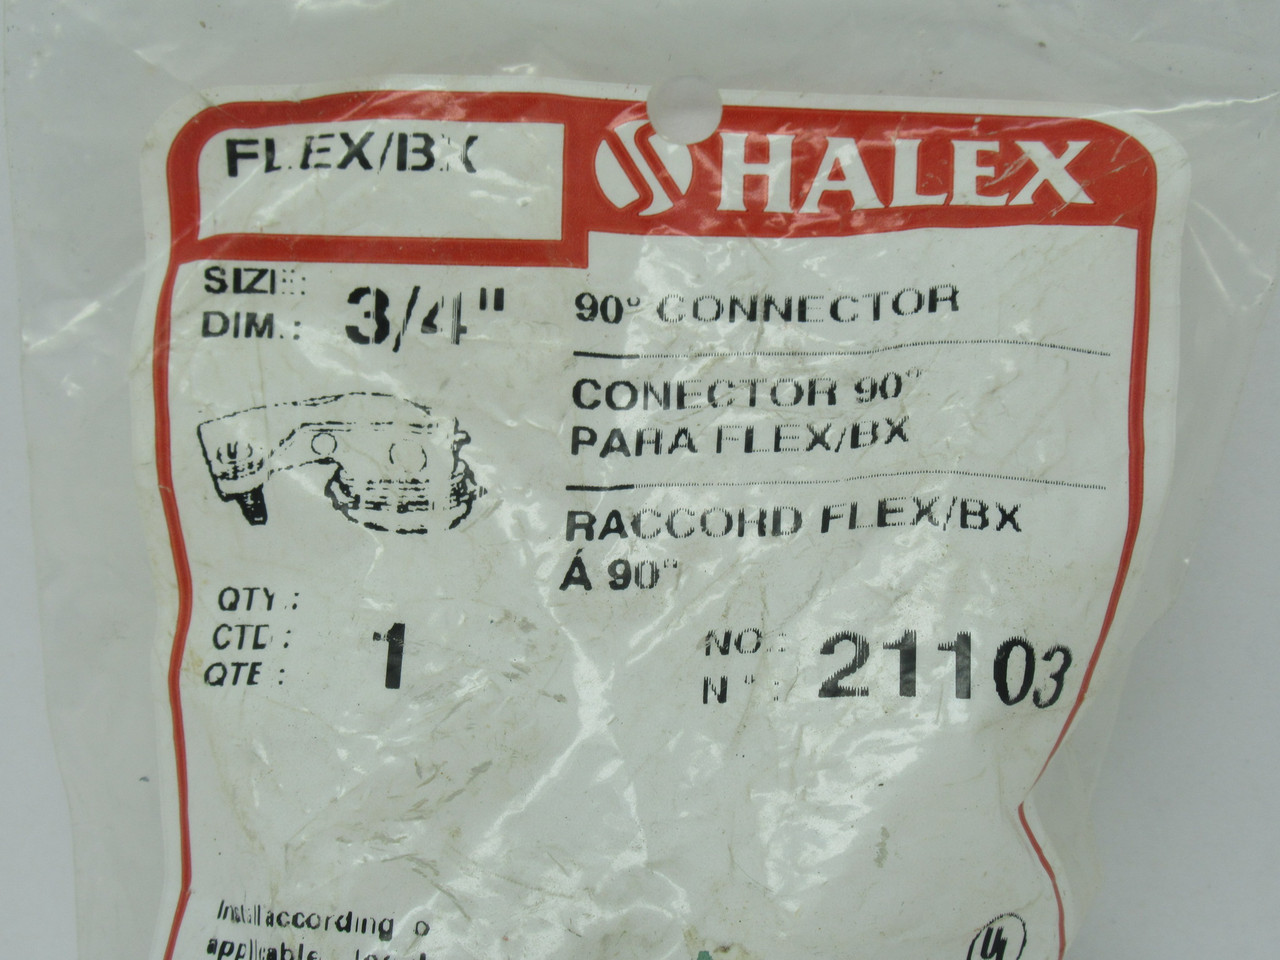 FLEX/BX
HALEX
SIZE:
DIM.: 3/4"
90° CONNECTOR
CONECTOR 90°
PARA FLEX/BX
RACCORD FLEX/BX
Á 90°
QTY.:
CTD:
QTE:
1
NO.:
N°:
21103
Install according
applicable
UL